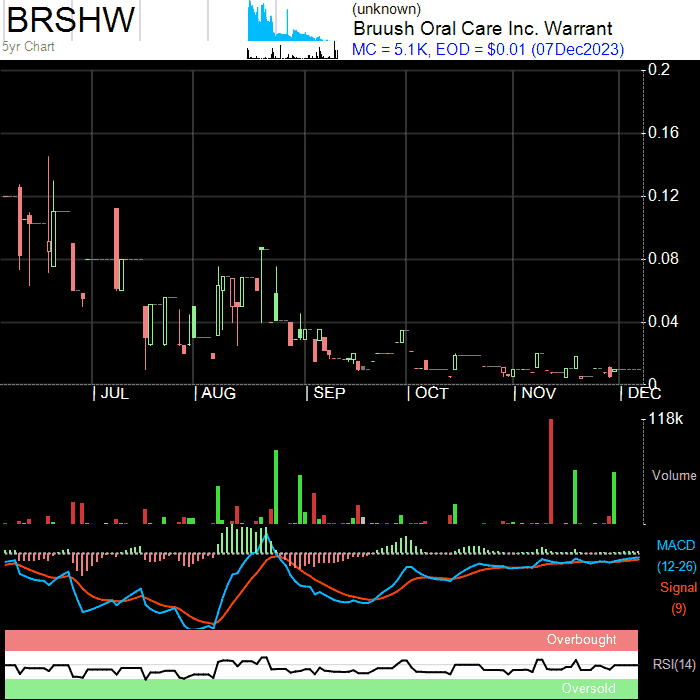 BRSHW
5yr Chart
(unknown)
Bruush Oral Care Inc. Warrant
MC = 5.1K, EOD = $0.01 (07Dec2023)
0.2
0.16
0.12
0.08
0.04
0
JUL AUG SEP OCT NOV DEC
118k
Volume
MACD
(12-26)
Signal
(9)
Overbought
RSI(14)
Oversold